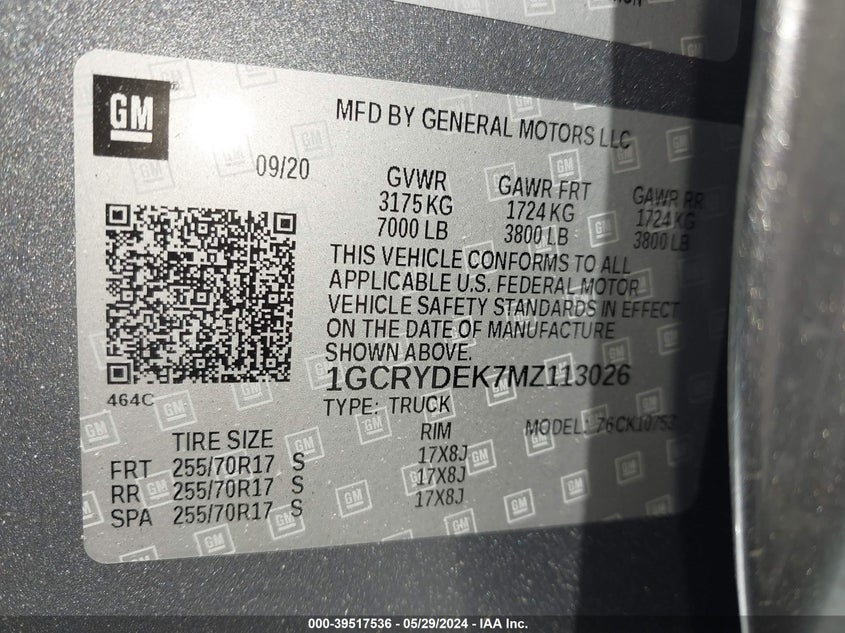 GM
MFD BY GENERAL MOTORS LLC
09/20
GVWR GAWR FRT GAWR RR
3175 KG 1724 KG 1724 KG
7000 LB 3800 LB 3800 LB
THIS VEHICLE CONFORMS TO ALL
APPLICABLE U.S. FEDERAL MOTOR
VEHICLE SAFETY STANDARDS IN EFFECT
ON THE DATE OF MANUFACTURE
SHOWN ABOVE.
1GCRYDEK7MZ113026
464C
TYPE: TRUCK
MODEL: 76CK10753
TIRE SIZE RIM
FRT 255/70R17 S 17X8J
RR 255/70R17 S 17X8J
SPA 255/70R17 S 17X8J
000-39517536 - 05/29/2024 - IAA Inc.